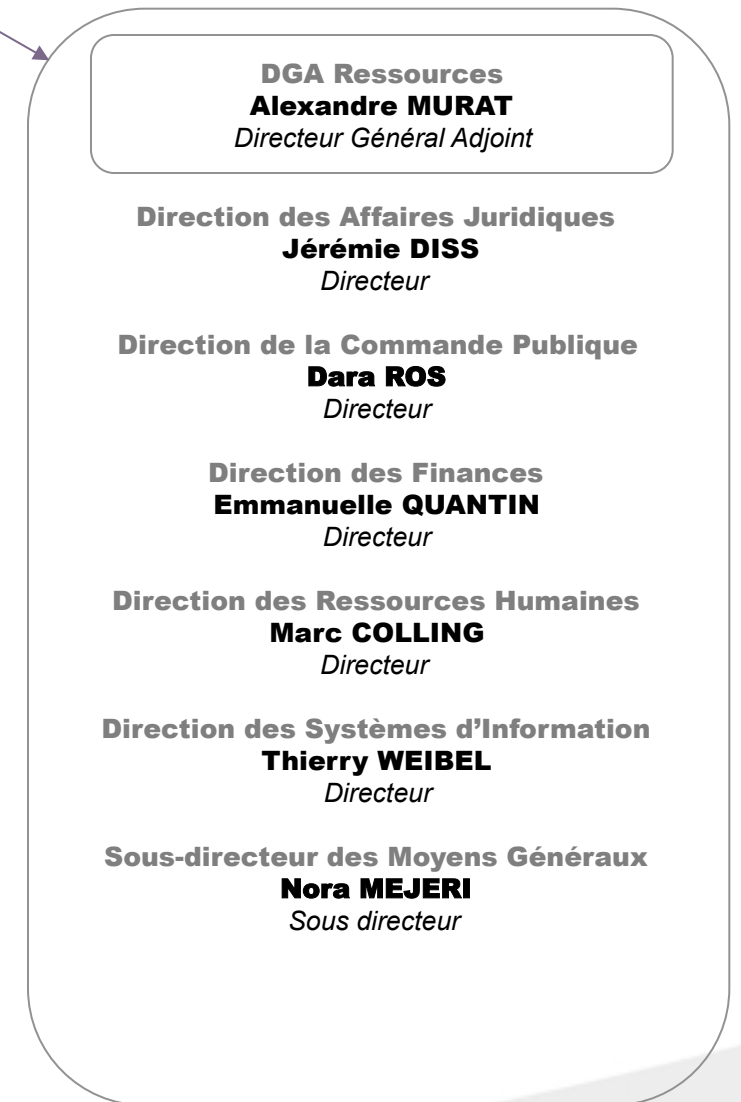 DGA Ressources
Alexandre MURAT
Directeur Général Adjoint
Direction des Affaires Juridiques
Jérémie DISS
Directeur
Direction de la Commande Publique
Dara ROS
Directeur
Direction des Finances
Emmanuelle QUANTIN
Directeur
Direction des Ressources Humaines
Marc COLLING
Directeur
Direction des Systèmes d’Information
Thierry WEIBEL
Directeur
Sous-directeur des Moyens Généraux
Nora MEJERI
Sous directeur